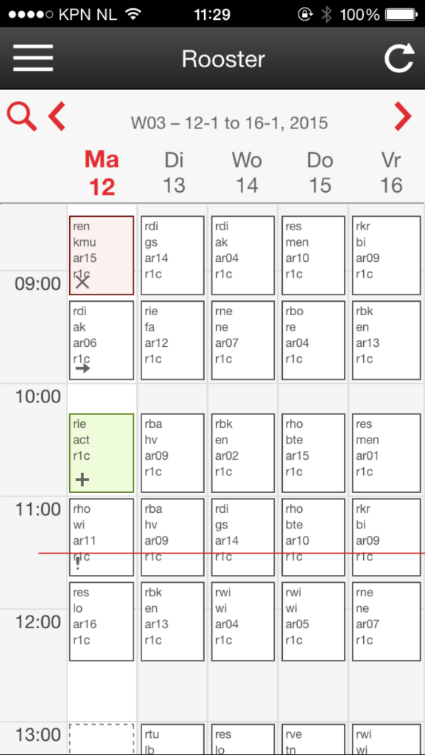 KPN NL 11:29 100%
Rooster
W03 – 12-1 to 16-1, 2015
Ma Di Wo Do Vr
12 13 14 15 16
ren rdi rdi res rkr
kmu gs ak men bi
ar15 ar14 ar04 ar10 ar09
r1c r1c r1c r1c r1c
09:00
rdi rie rne rbo rbk
ak fa ne re en
ar06 ar12 ar07 ar04 ar13
r1c r1c r1c r1c r1c
10:00
rie rba rbk rho res
act hv en bte men
r1c ar09 ar02 ar15 ar01
r1c r1c r1c r1c
+
11:00
rho rba rdi rho rkr
wi hv gs bte bi
ar11 ar09 ar14 ar10 ar09
r1c r1c r1c r1c r1c
!
res rbk rwi rwi rne
lo en wi wi ne
ar16 ar13 ar04 ar05 ar07
r1c r1c r1c r1c r1c
12:00
13:00
rtu res rve rwi
lb lo tn wi